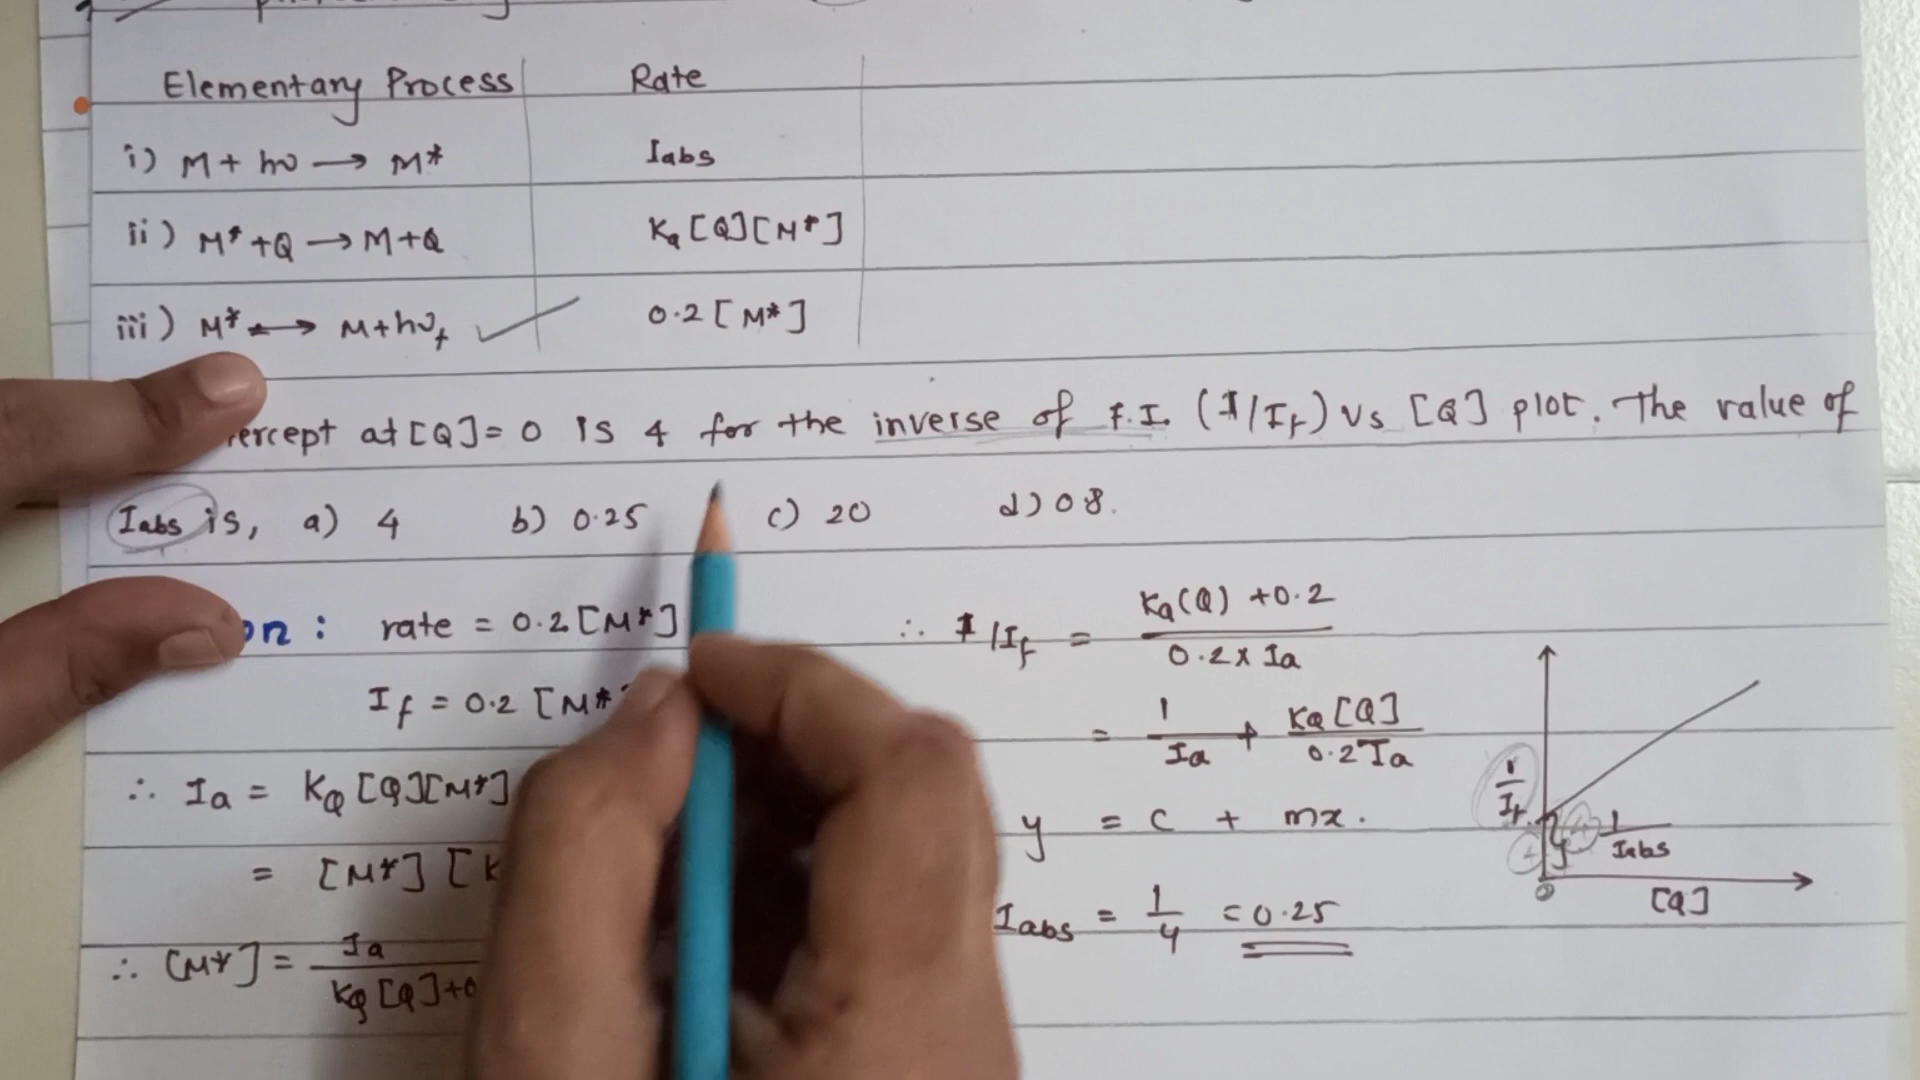 Elementary Process Rate
i) M + hν → M* Iabs
ii) M* + Q → M + Q Kq [Q][M*]
iii) M* → M + hνf ✓ 0.2 [M*]
ercept at [Q] = 0 is 4 for the inverse of F.I. (1/If) Vs [Q] plot. The value of
Iabs is, a) 4 b) 0.25 c) 20 d) 0.8.
on : rate = 0.2 [M*]
If = 0.2 [M*
∴ Ia = KQ [Q][M*]
= [M*] [K
∴ [M*] = Ia / KQ [Q] + 0
∴ 1/If = KQ(Q) + 0.2 / 0.2 x Ia
= 1/Ia + KQ [Q] / 0.2 Ia
y = c + mx.
Iabs = 1/4 = 0.25
1/If
1/Iabs
[Q]